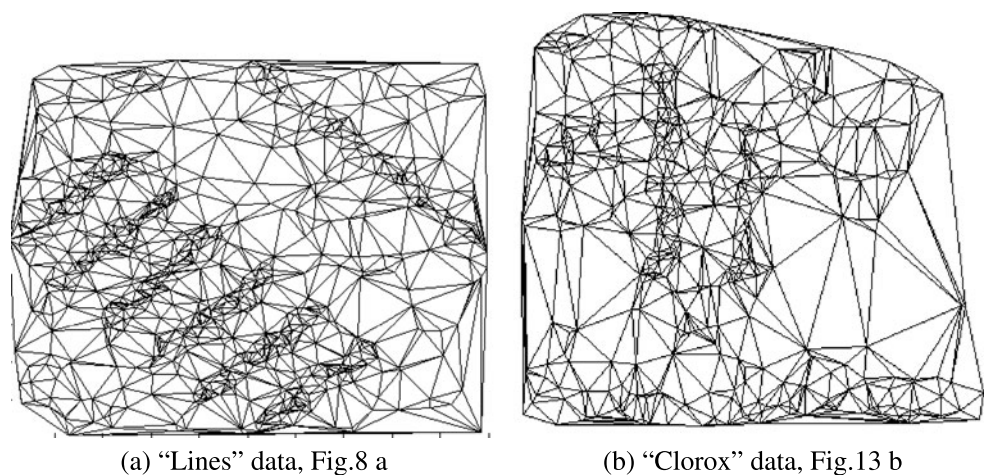 (a) “Lines” data, Fig.8 a
(b) “Clorox” data, Fig.13 b